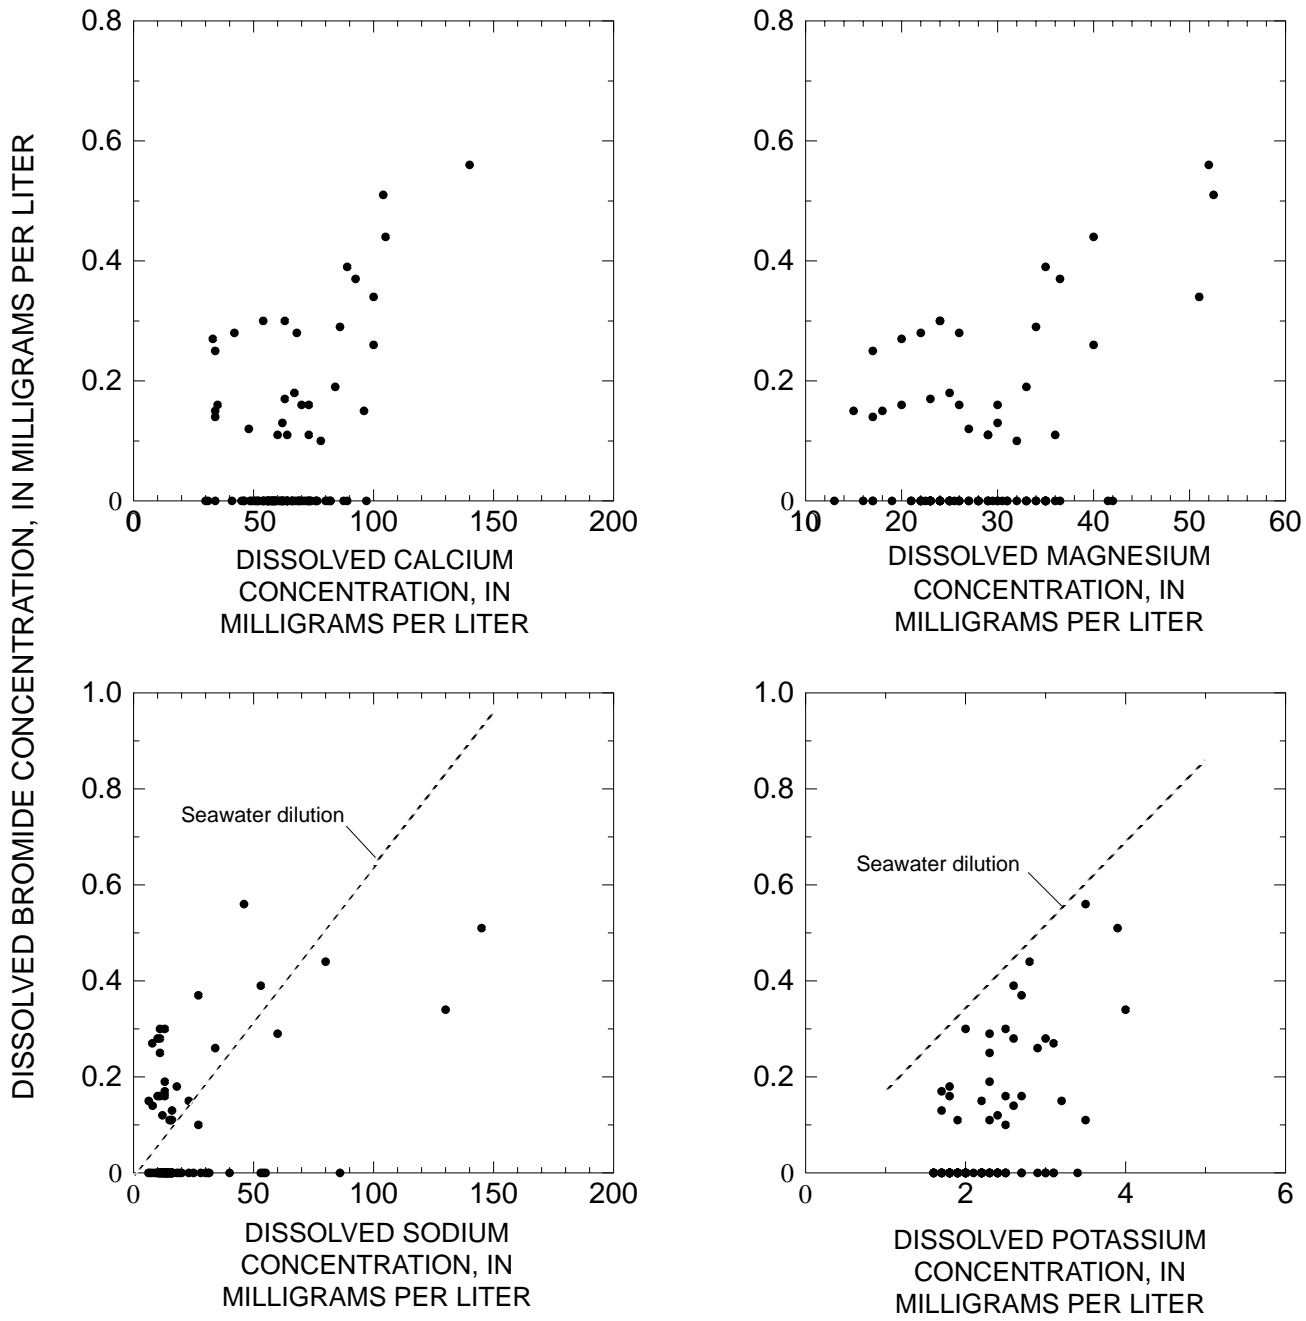 DISSOLVED BROMIDE CONCENTRATION, IN MILLIGRAMS PER LITER
0.8
0.6
0.4
0.2
0
0 50 100 150 200
DISSOLVED CALCIUM
CONCENTRATION, IN
MILLIGRAMS PER LITER
0.8
0.6
0.4
0.2
0
10 20 30 40 50 60
DISSOLVED MAGNESIUM
CONCENTRATION, IN
MILLIGRAMS PER LITER
1.0
0.8
0.6
0.4
0.2
0
Seawater dilution
0 50 100 150 200
DISSOLVED SODIUM
CONCENTRATION, IN
MILLIGRAMS PER LITER
1.0
0.8
0.6
0.4
0.2
0
Seawater dilution
0 2 4 6
DISSOLVED POTASSIUM
CONCENTRATION, IN
MILLIGRAMS PER LITER